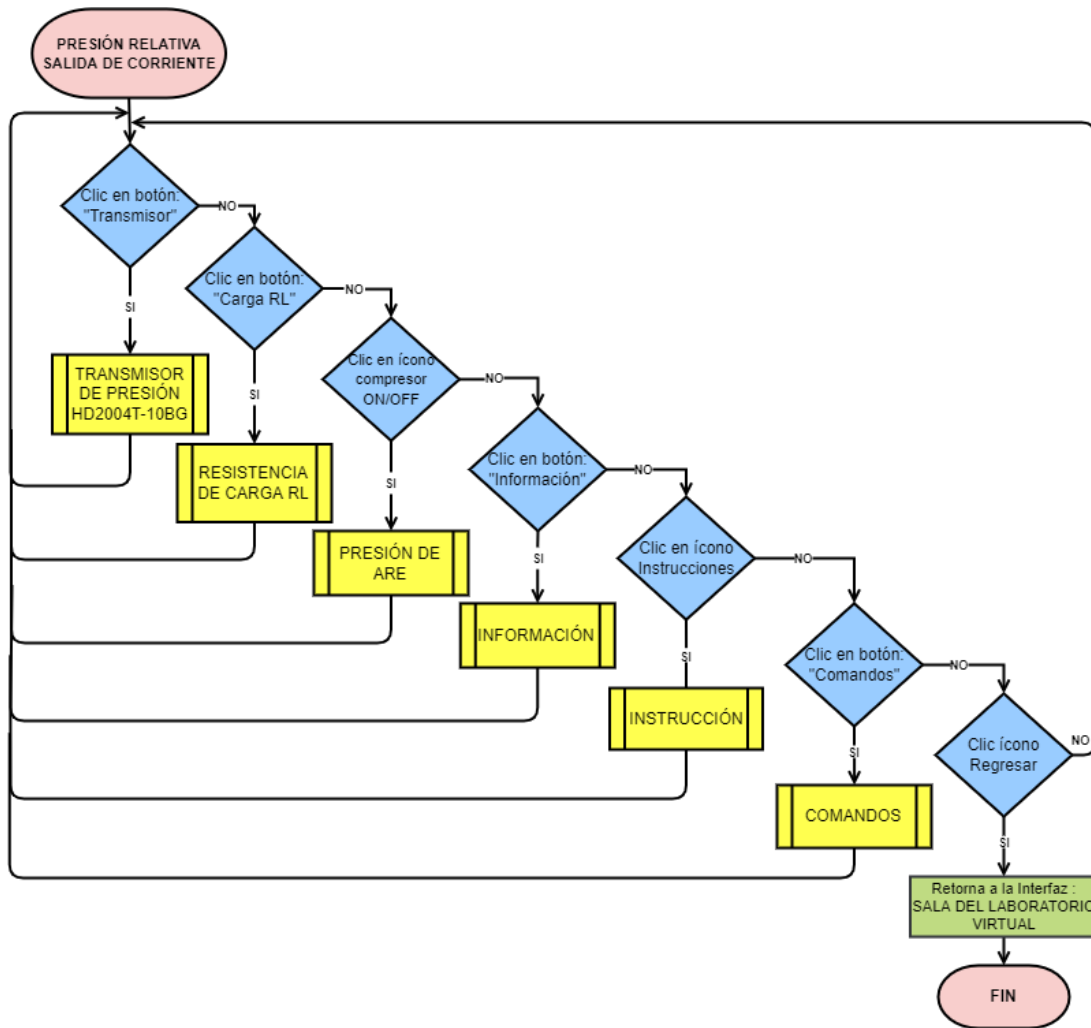 PRESIÓN RELATIVA
SALIDA DE CORRIENTE
Clic en botón:
"Transmisor"
NO
SI
TRANSMISOR
DE PRESIÓN
HD2004T-10BG
Clic en botón:
"Carga RL"
NO
SI
RESISTENCIA
DE CARGA RL
Clic en ícono
compresor
ON/OFF
NO
SI
PRESIÓN DE
ARE
Clic en botón:
"Información"
NO
SI
INFORMACIÓN
Clic en ícono
Instrucciones
NO
SI
INSTRUCCIÓN
Clic en botón:
"Comandos"
NO
SI
COMANDOS
Clic ícono
Regresar
NO
SI
Retorna a la Interfaz :
SALA DEL LABORATORIO
VIRTUAL
FIN